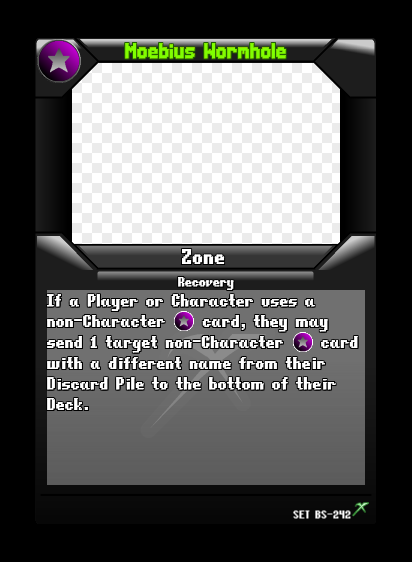 Moebius Wormhole
Zone
Recovery
If a Player or Character uses a
non-Character card, they may
send 1 target non-Character card
with a different name from their
Discard Pile to the bottom of their
Deck.
SET BS-242